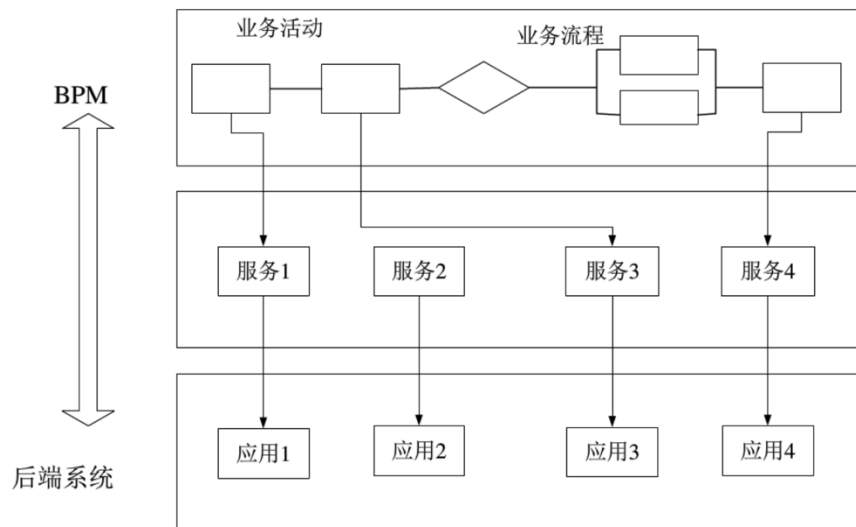 业务活动
业务流程
BPM
服务1
服务2
服务3
服务4
应用1
应用2
应用3
应用4
后端系统